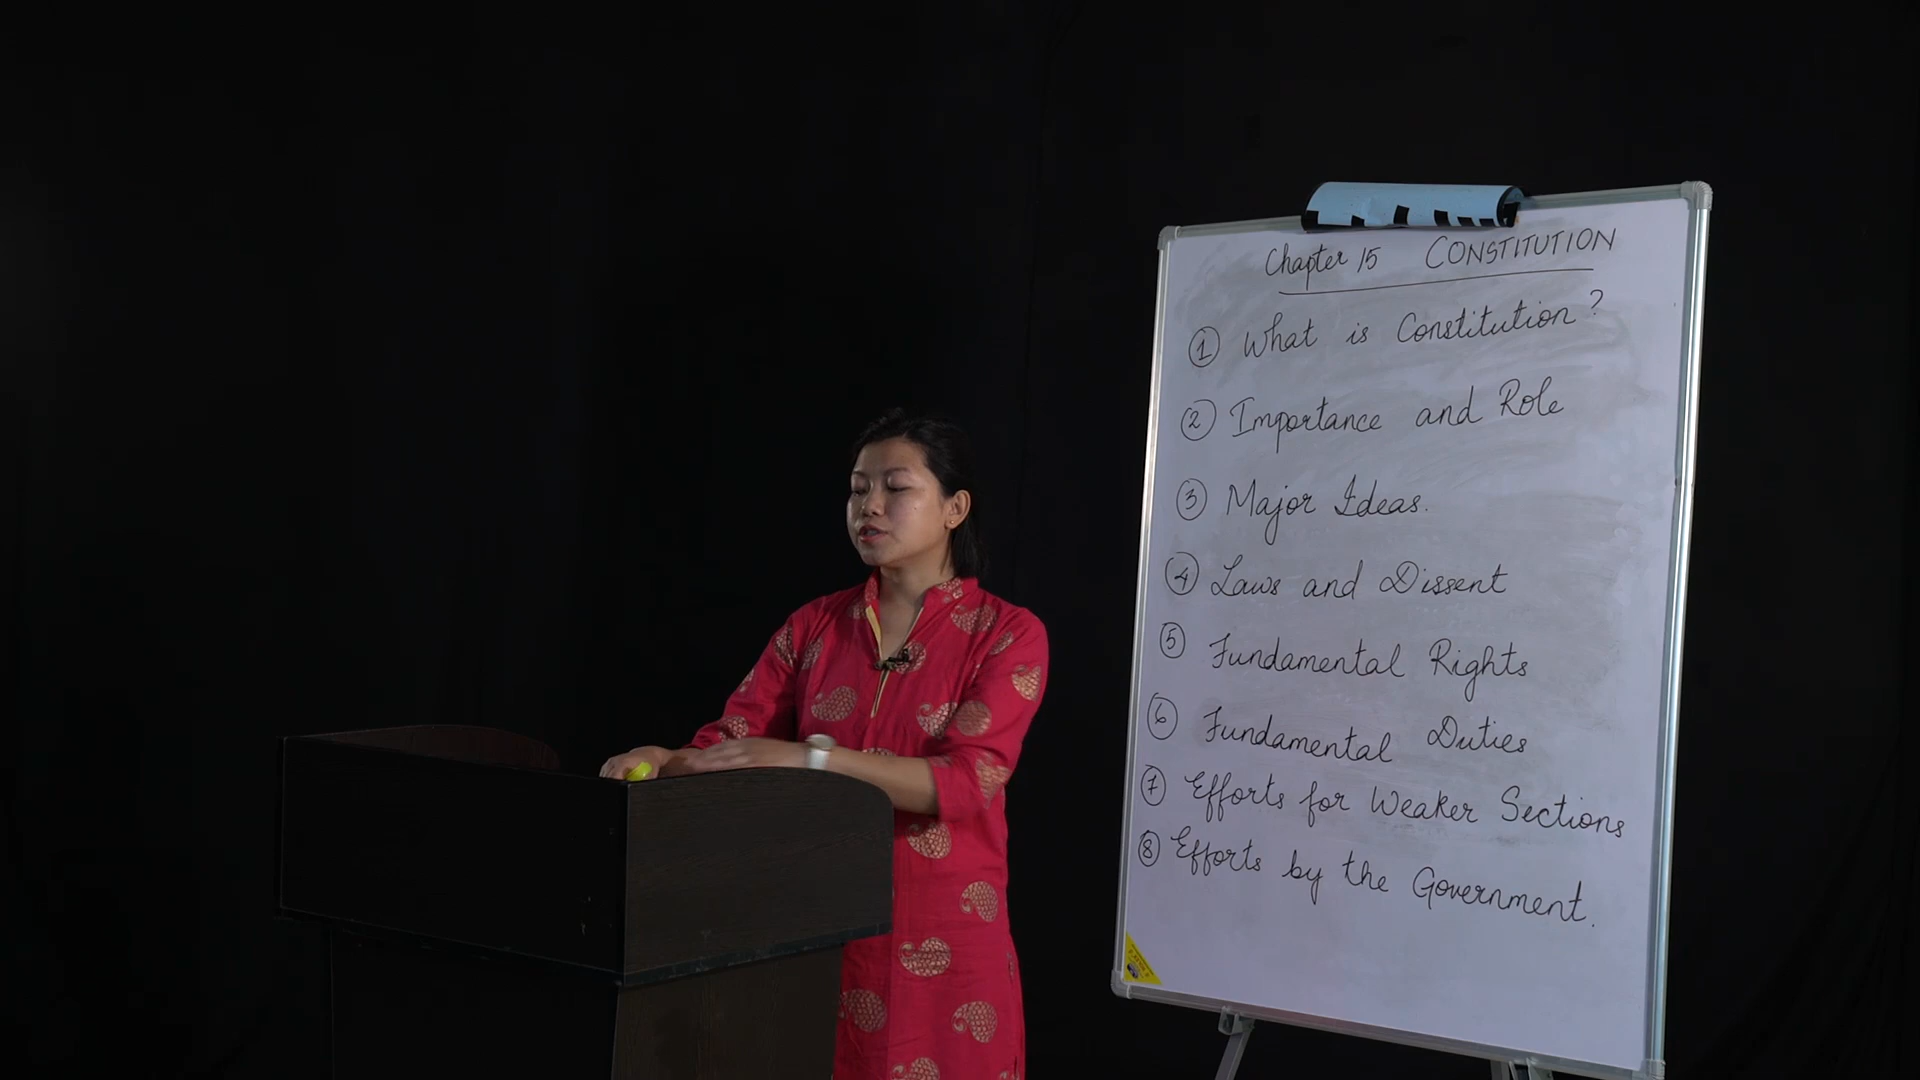 Chapter 15 CONSTITUTION
1 What is Constitution?
2 Importance and Role
3 Major Ideas.
4 Laws and Dissent
5 Fundamental Rights
6 Fundamental Duties
7 Efforts for Weaker Sections
8 Efforts by the Government.